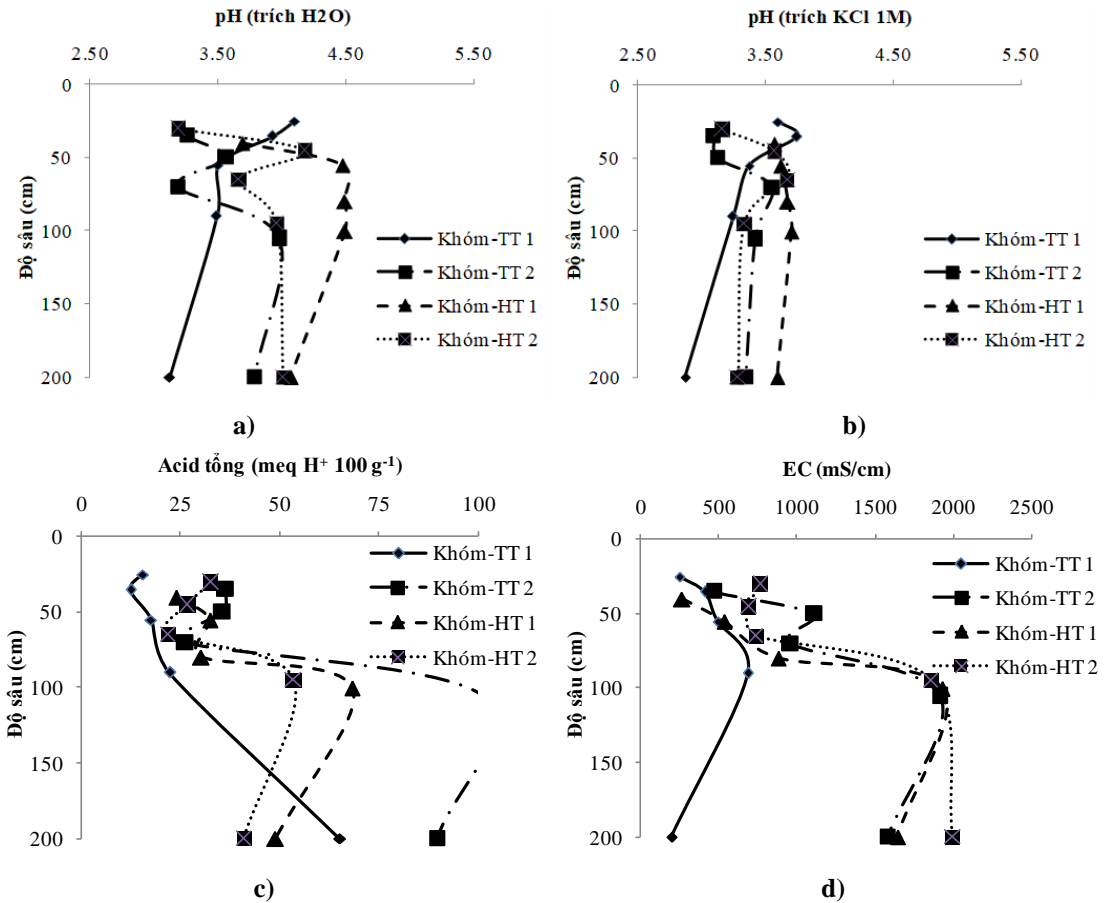 pH (trích H2O)
2.50 3.50 4.50 5.50
0
50
100
150
200
Độ sâu (cm)
Khóm-TT 1
Khóm-TT 2
Khóm-HT 1
Khóm-HT 2
a)
pH (trích KCl 1M)
2.50 3.50 4.50 5.50
0
50
100
150
200
Độ sâu (cm)
Khóm-TT 1
Khóm-TT 2
Khóm-HT 1
Khóm-HT 2
b)
Acid tổng (meq H⁺ 100 g⁻¹)
0 25 50 75 100
0
50
100
150
200
Độ sâu (cm)
Khóm-TT 1
Khóm-TT 2
Khóm-HT 1
Khóm-HT 2
c)
EC (mS/cm)
0 500 1000 1500 2000 2500
0
50
100
150
200
Độ sâu (cm)
Khóm-TT 1
Khóm-TT 2
Khóm-HT 1
Khóm-HT 2
d)